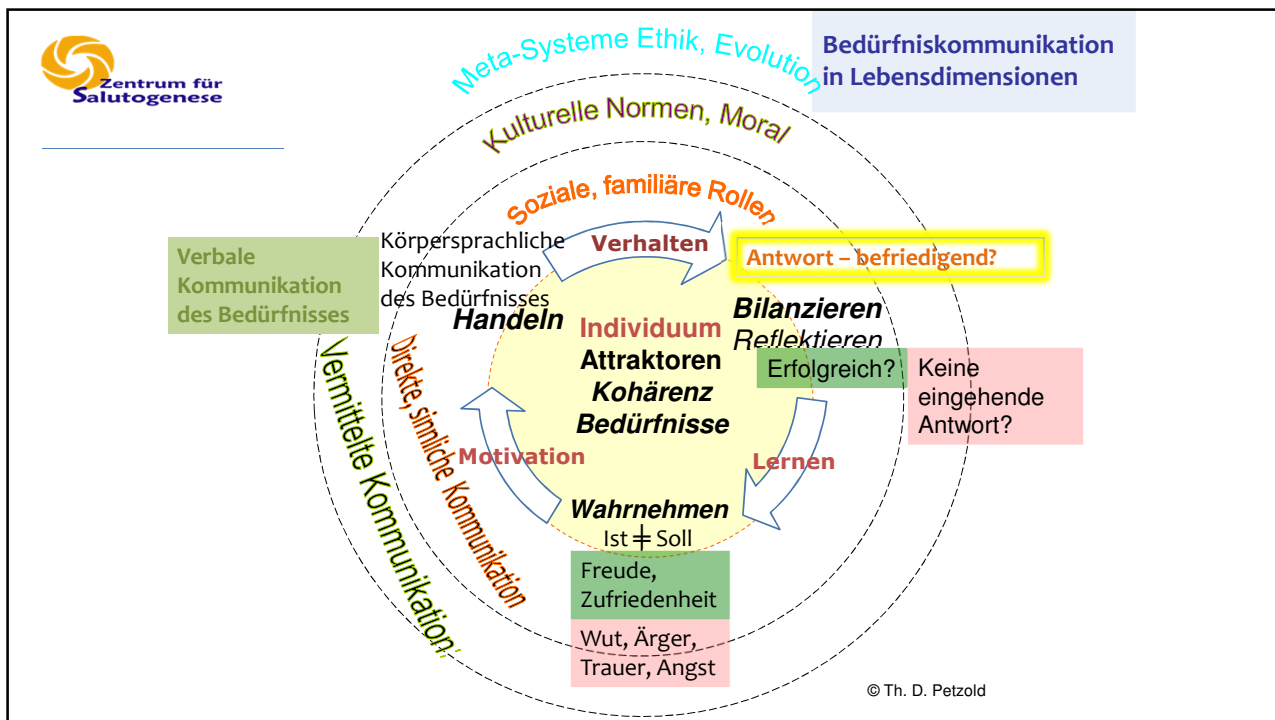 Zentrum für
Salutogenese
Bedürfniskommunikation
in Lebensdimensionen
Meta-Systeme Ethik, Evolution
Kulturelle Normen, Moral
Soziale, familiäre Rollen
Verbale
Kommunikation
des Bedürfnisses
Körpersprachliche
Kommunikation
des Bedürfnisses
Handeln
Verhalten
Antwort – befriedigend?
Bilanzieren
Reflektieren
Erfolgreich?
Keine
eingehende
Antwort?
Individuum
Attraktoren
Kohärenz
Bedürfnisse
Vermittelte Kommunikation
Direkte, sinnliche Kommunikation
Motivation
Lernen
Wahrnehmen
Ist ǂ Soll
Freude,
Zufriedenheit
Wut, Ärger,
Trauer, Angst
© Th. D. Petzold